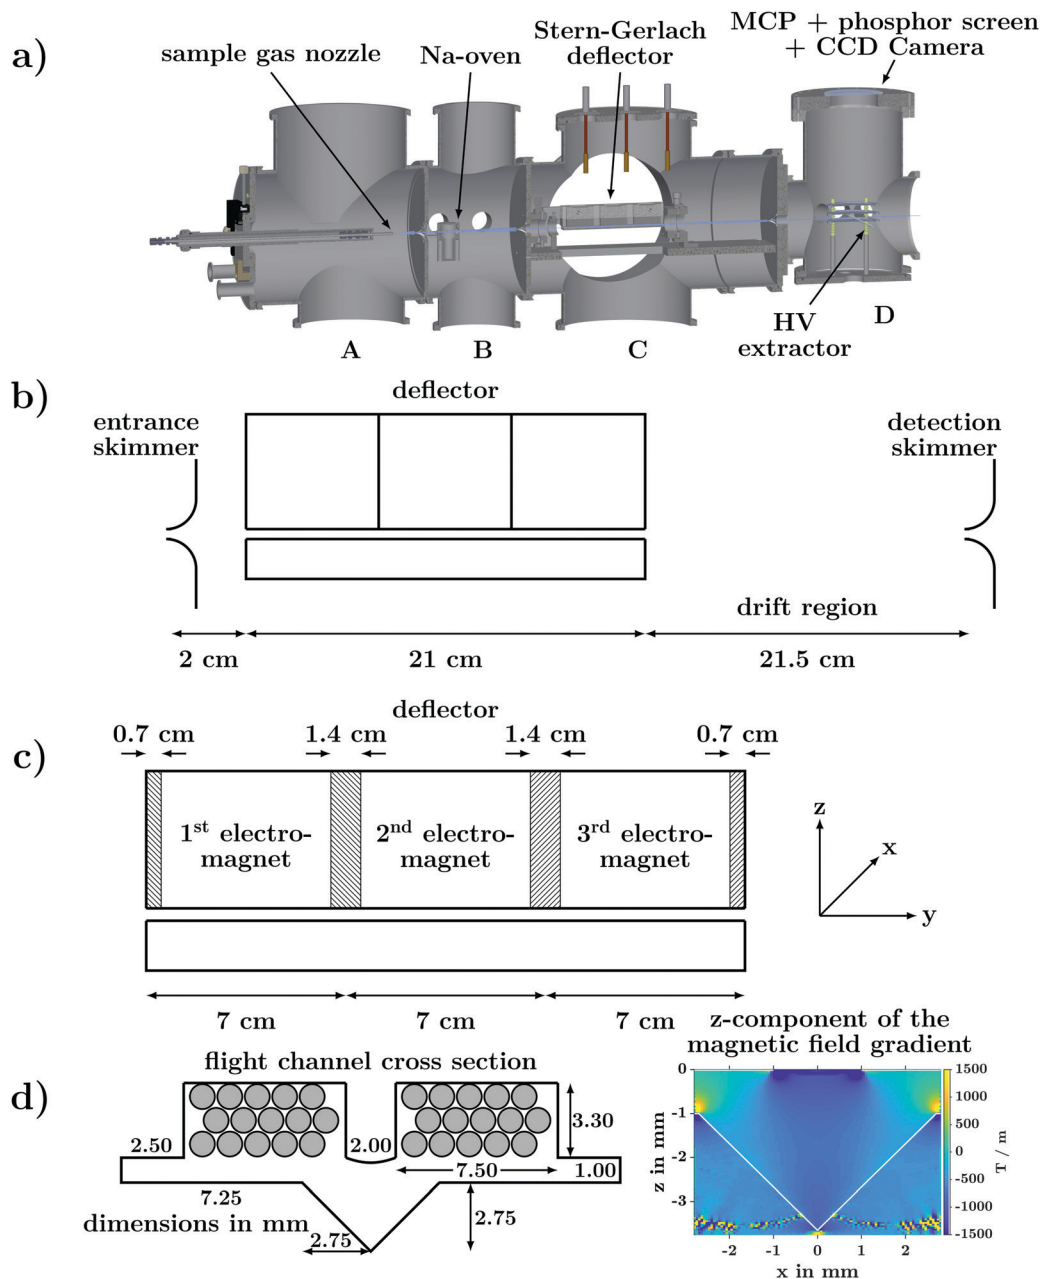 a)
sample gas nozzle
Na-oven
Stern-Gerlach
deflector
MCP + phosphor screen
+ CCD Camera
A
B
C
HV
extractor
D
b)
deflector
entrance
skimmer
detection
skimmer
drift region
2 cm
21 cm
21.5 cm
c)
deflector
0.7 cm
1.4 cm
1.4 cm
0.7 cm
1st electro-
magnet
2nd electro-
magnet
3rd electro-
magnet
z
x
y
7 cm
7 cm
7 cm
d)
flight channel cross section
2.50
2.00
3.30
7.50
1.00
7.25
dimensions in mm
2.75
2.75
z-component of the
magnetic field gradient
0
-1
-2
-3
z in mm
-2
-1
0
1
2
x in mm
1500
1000
500
0
-500
-1000
-1500
T / m